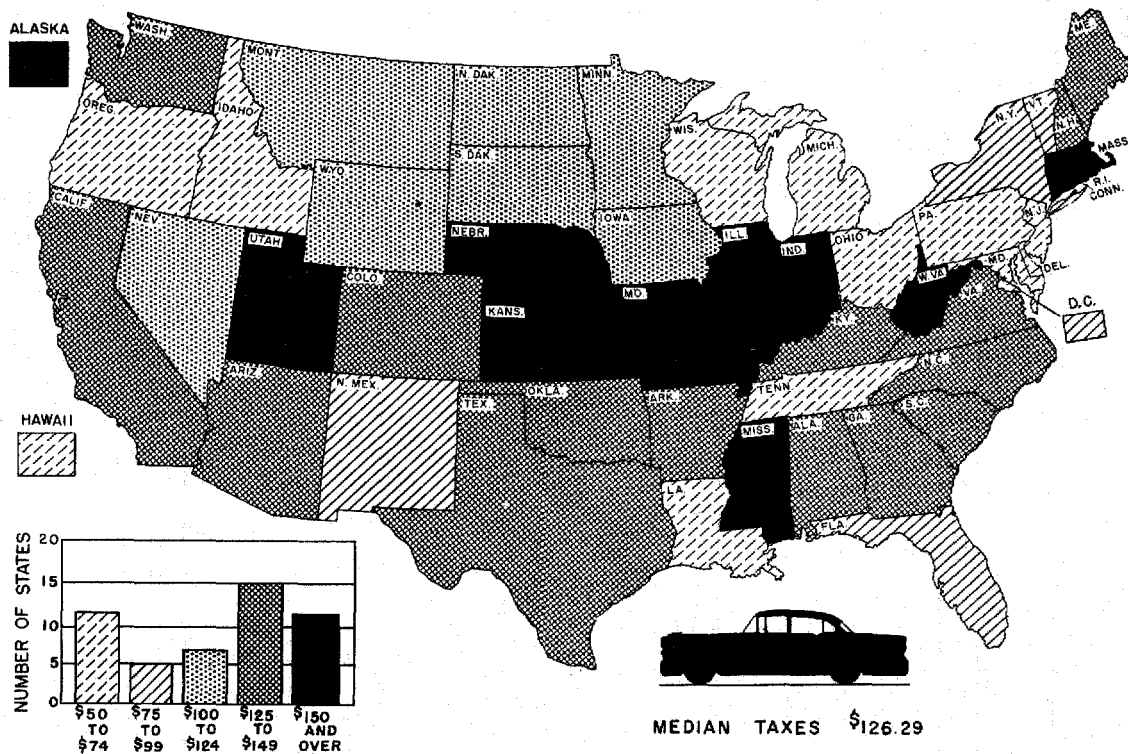 ALASKA
WASH.
MONT.
N. DAK.
MINN.
ME.
OREG.
IDAHO
WIS.
MICH.
N.Y.
VT.
N.H.
MASS.
R.I.
CONN.
WYO.
S. DAK.
IOWA
CALIF.
NEV.
UTAH
NEBR.
ILL.
IND.
OHIO
PA.
N.J.
COLO.
KANS.
MO.
W.VA.
MD.
DEL.
VA.
KY.
D.C.
ARIZ.
N. MEX.
TEX.
OKLA.
ARK.
TENN.
N.C.
S.C.
HAWAII
LA.
MISS.
ALA.
GA.
FLA.
NUMBER OF STATES
20
15
10
5
0
$50 TO $74
$75 TO $99
$100 TO $124
$125 TO $149
$150 AND OVER
MEDIAN TAXES $126.29